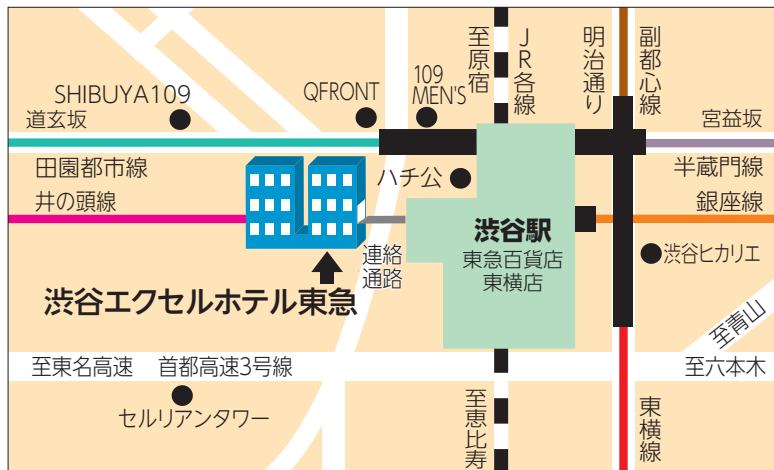 至原宿
JR各線
明治通り
副都心線
SHIBUYA109
QFRONT
109
MEN'S
道玄坂
宮益坂
田園都市線
半蔵門線
ハチ公
井の頭線
銀座線
渋谷駅
東急百貨店
東横店
連絡
通路
渋谷ヒカリエ
渋谷エクセルホテル東急
至青山
至東名高速
首都高速3号線
至六本木
セルリアンタワー
至恵比寿
東横線